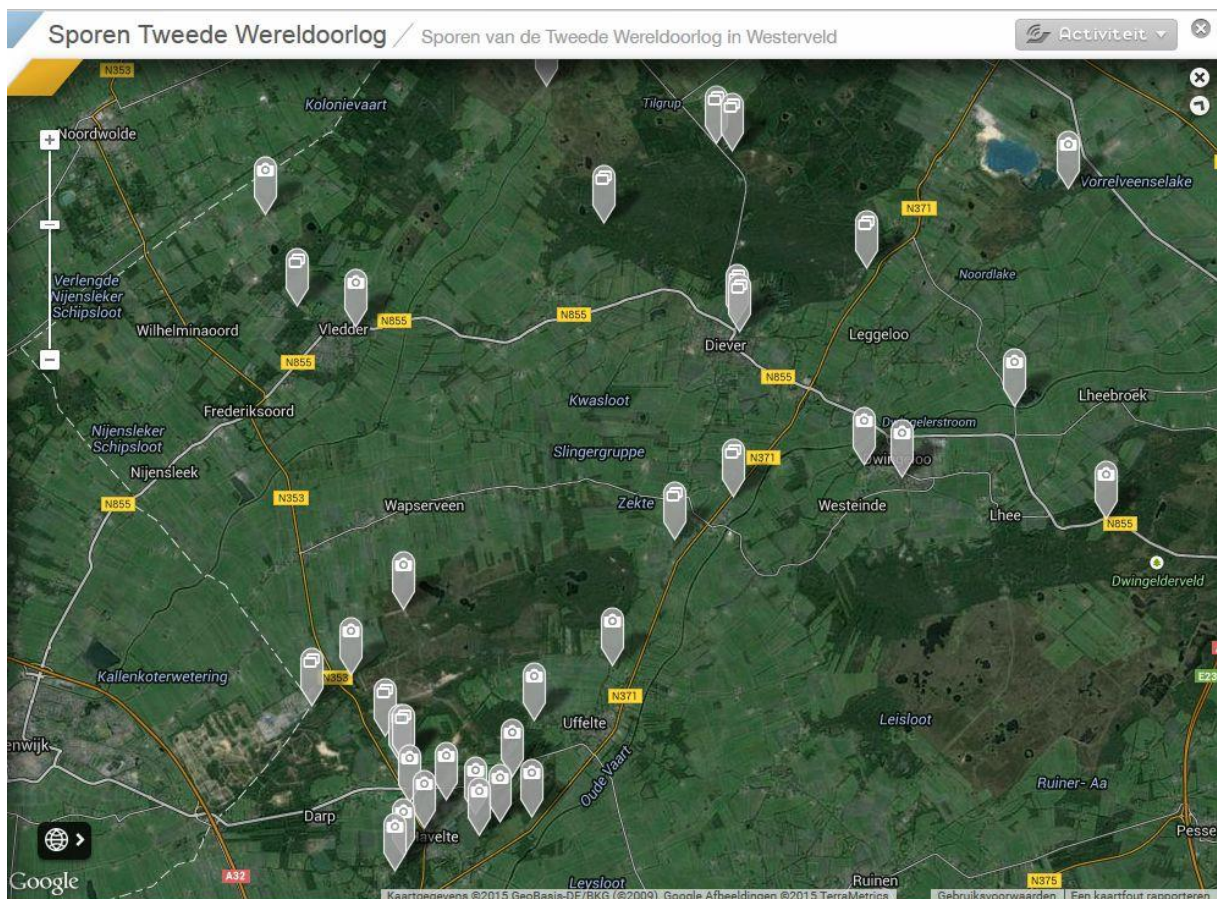 Sporen Tweede Wereldoorlog / Sporen van de Tweede Wereldoorlog in Westerveld
Activiteit
N353
Kolonievaart
Tilgrup
Noordwolde
Vorrelveenselake
N371
Noordlake
Verlengde
Nijensleker
Schipsloot
Wilhelminaoord
Vledder
N855
N855
Leggeloo
Diever
N855
N855
Lheebroek
Kwasloot
Frederiksoord
Dwingelerstroom
Nijensleker
Schipsloot
Slingergruppe
N371
Dwingeloo
Nijensleek
N353
N855
Wapserveen
Zekte
Westeinde
Lhee
N855
Dwingelderveld
Kallenkoterwetering
N353
E23
N371
Uffelte
Leisloot
enwijk
Oude Vaart
Ruiner- Aa
Darp
Havelte
Pesse
A32
Google
Leysloot
Ruinen
N375
Kaartgegevens ©2015 GeoBasis-DE/BKG (©2009), Google Afbeeldingen ©2015 TerraMetrics
Gebruiksvoorwaarden
Een kaartfout rapporteren